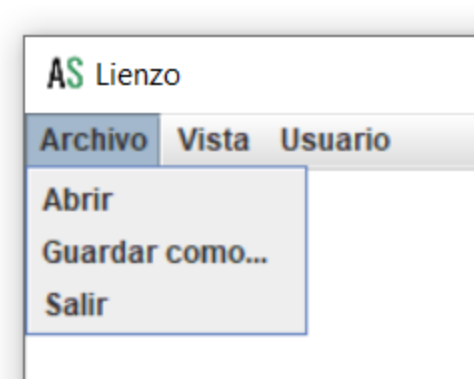 AS Lienzo
Archivo Vista Usuario
Abrir
Guardar como...
Salir